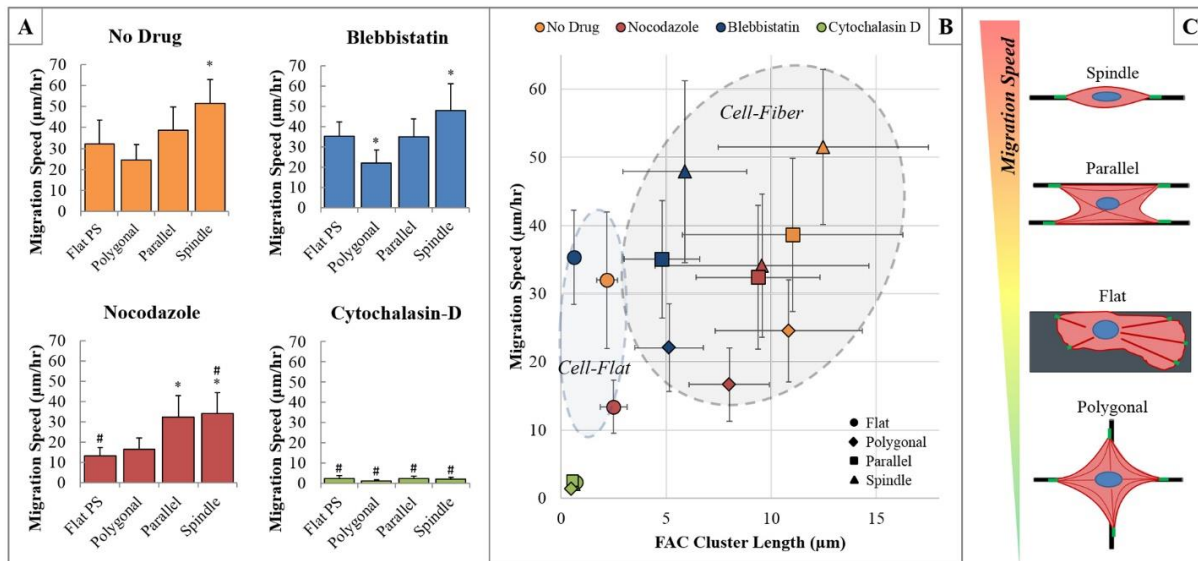 A
No Drug
Migration Speed (µm/hr)
70
60
50
40
30
20
10
0
*
Flat PS
Polygonal
Parallel
Spindle
Blebbistatin
Migration Speed (µm/hr)
70
60
50
40
30
20
10
0
*
*
Flat PS
Polygonal
Parallel
Spindle
Nocodazole
Migration Speed (µm/hr)
70
60
50
40
30
20
10
0
#
*
#
*
Flat PS
Polygonal
Parallel
Spindle
Cytochalasin-D
Migration Speed (µm/hr)
70
60
50
40
30
20
10
0
#
#
#
#
Flat PS
Polygonal
Parallel
Spindle
No Drug
Nocodazole
Blebbistatin
Cytochalasin D
B
Migration Speed (µm/hr)
60
50
40
30
20
10
0
Cell-Fiber
Cell-Flat
Flat
Polygonal
Parallel
Spindle
0
5
10
15
FAC Cluster Length (µm)
C
Migration Speed
Spindle
Parallel
Flat
Polygonal